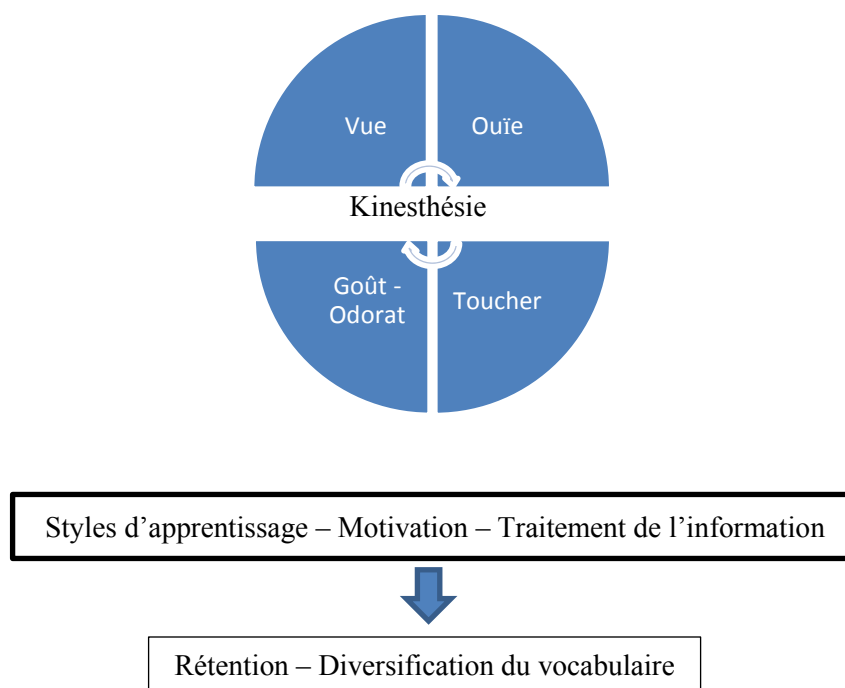 Vue
Ouïe
Kinesthésie
Goût -
Odorat
Toucher
Styles d’apprentissage – Motivation – Traitement de l’information
Rétention – Diversification du vocabulaire